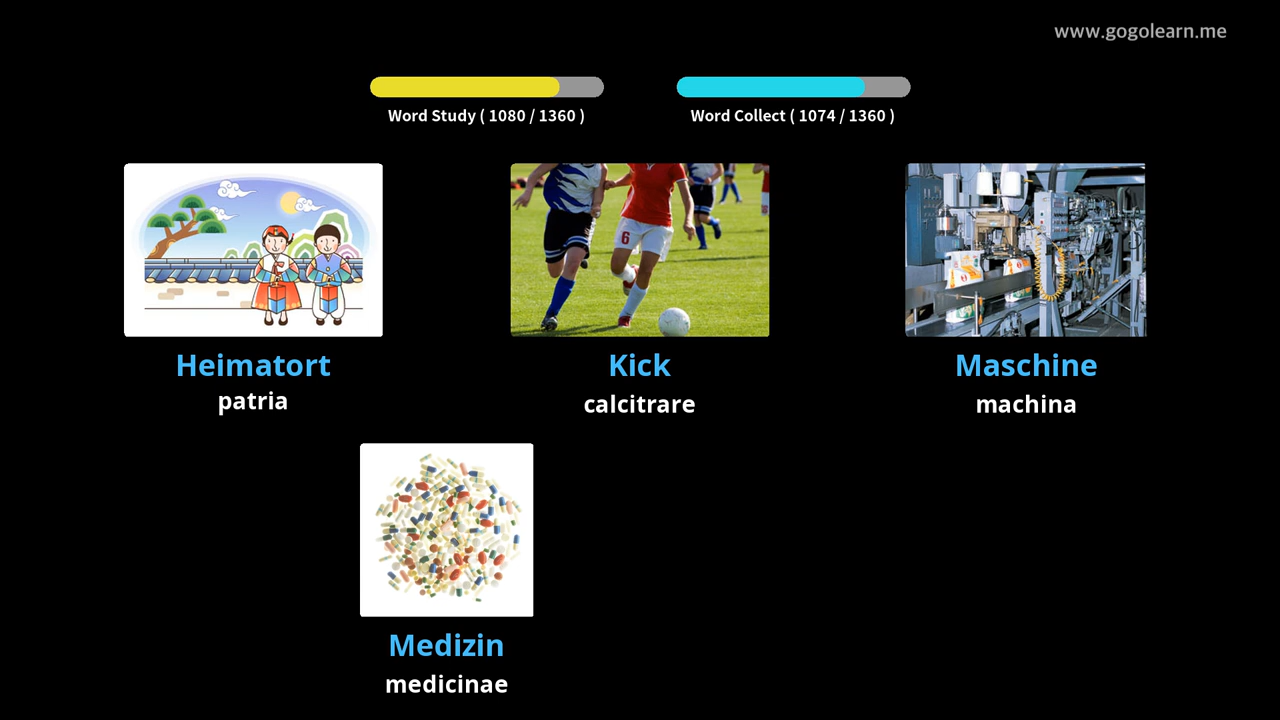 www.gogolearn.me
Word Study ( 1080 / 1360 )
Word Collect ( 1074 / 1360 )
6
Heimatort
patria
Kick
calcitrare
Maschine
machina
Medizin
medicinae